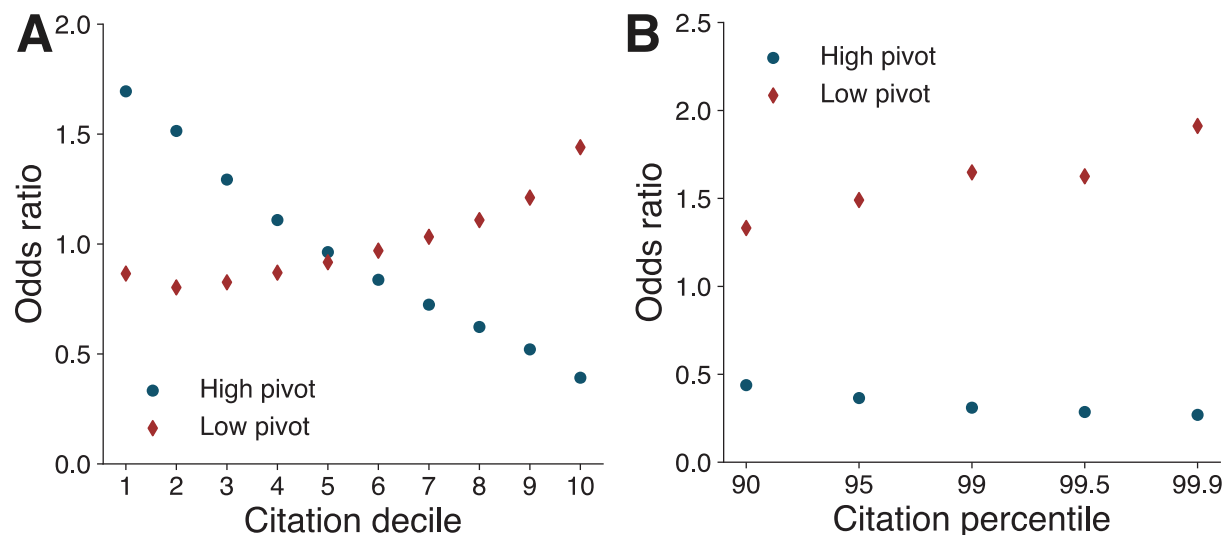 A
2.0
1.5
1.0
0.5
0.0
Odds ratio
High pivot
Low pivot
1 2 3 4 5 6 7 8 9 10
Citation decile
B
2.5
2.0
1.5
1.0
0.5
0.0
Odds ratio
High pivot
Low pivot
90 95 99 99.5 99.9
Citation percentile